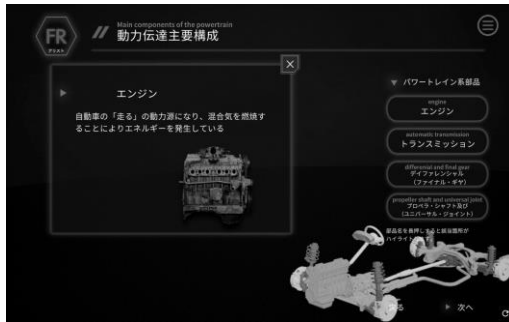 FR
アリスト
Main components of the powertrain
動力伝達主要構成
エンジン
自動車の「走る」の動力源になり、混合気を燃焼す
ることによりエネルギーを発生している
パワートレイン系部品
engine
エンジン
automatic transmission
トランスミッション
differential and final gear
デイファレンシャル
(ファイナル・ギヤ)
propeller shaft and universal joint
プロペラ・シャフト及び
(ユニバーサル・ジョイント)
部品名を長押しすると該当箇所が
ハイライト
次へ